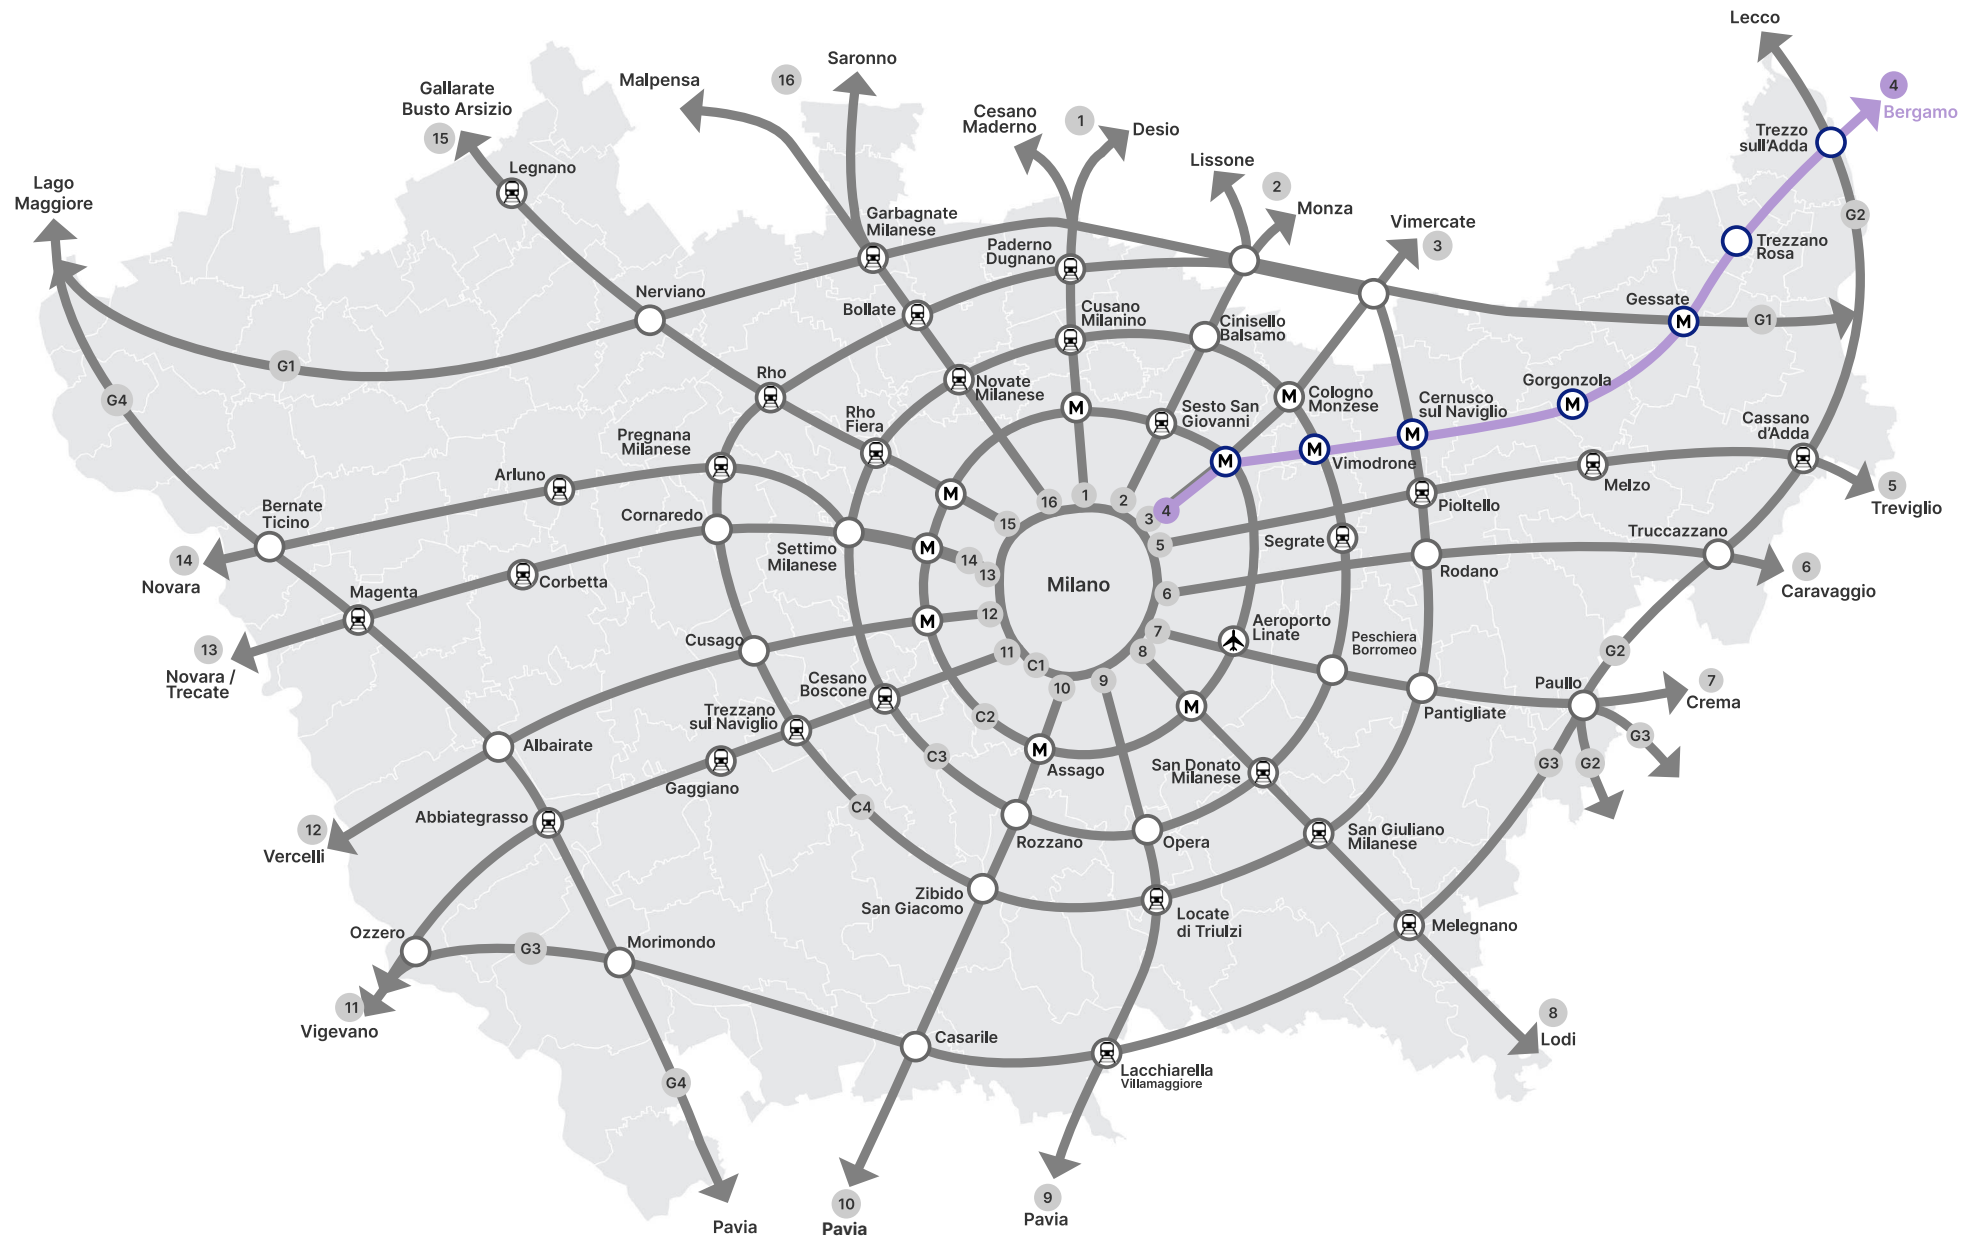 Lecco
4
Bergamo
Trezzo
sull'Adda
Saronno
16
Malpensa
Gallarate
Busto Arsizio
15
Legnano
Cesano
Maderno
1
Desio
Lissone
2
Monza
Vimercate
3
Lago
Maggiore
Garbagnate
Milanese
Paderno
Dugnano
G2
Trezzano
Rosa
Nerviano
Bollate
Cusano
Milanino
Cinisello
Balsamo
Gessate
M
G1
G1
G4
Rho
Novate
Milanese
M
Rho
Fiera
Sesto San
Giovanni
M
Cologno
Monzese
Cernusco
sul Naviglio
M
Gorgonzola
M
Cassano
d'Adda
Pregnana
Milanese
Arluno
M
M
M
Vimodrone
Melzo
Pioltello
5
Treviglio
Bernate
Ticino
Cornaredo
Settimo
Milanese
M
16
1
2
3
4
15
14
13
5
Segrate
Truccazzano
Rodano
14
Novara
Corbetta
Magenta
Milano
6
6
Caravaggio
13
Novara /
Trecate
Cusago
M
12
11
C1
10
9
8
7
Aeroporto
Linate
Peschiera
Borromeo
G2
Cesano
Boscone
Trezzano
sul Naviglio
C2
M
Pantigliate
Paullo
7
Crema
G3
Albairate
Gaggiano
C3
M
Assago
San Donato
Milanese
G3
G2
Abbiategrasso
C4
12
Vercelli
Rozzano
Opera
San Giuliano
Milanese
Zibido
San Giacomo
Locate
di Triulzi
Melegnano
Ozzero
G3
Morimondo
11
Vigevano
8
Lodi
Casarile
Lacchiarella
Villamaggiore
G4
Pavia
10
Pavia
9
Pavia